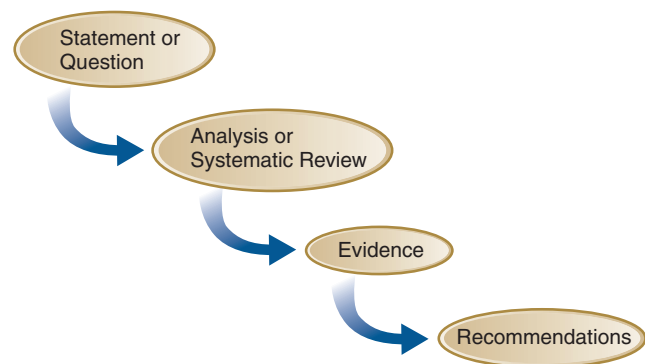 Statement or
Question
Analysis or
Systematic Review
Evidence
Recommendations